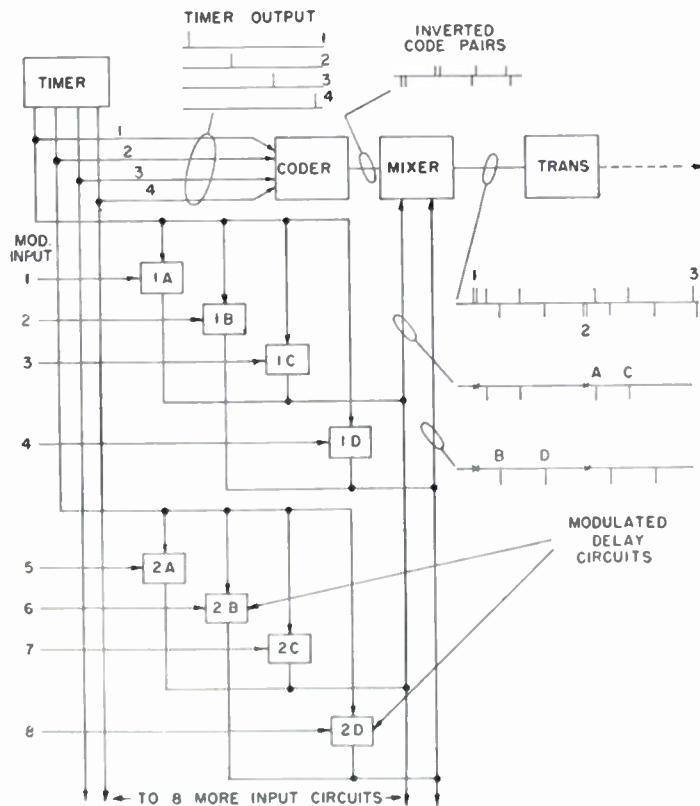 TIMER OUTPUT
1
2
3
4
INVERTED
CODE PAIRS
TIMER
1
2
3
4
CODER
MIXER
TRANS
MOD.
INPUT
1
1A
2
1B
3
1C
4
1D
1
3
2
A C
B D
MODULATED
DELAY
CIRCUITS
5
2A
6
2B
7
2C
8
2D
TO 8 MORE INPUT CIRCUITS